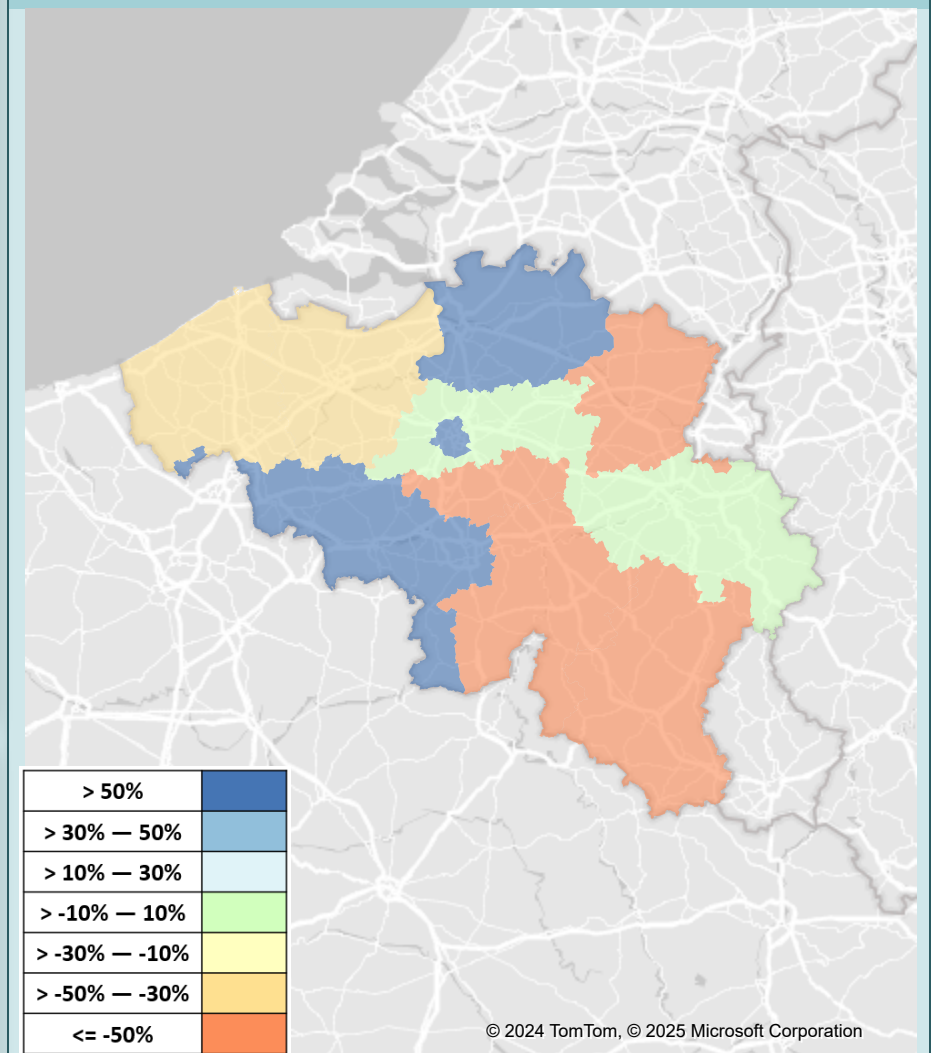 > 50%
> 30% — 50%
> 10% — 30%
> -10% — 10%
> -30% — -10%
> -50% — -30%
<= -50%
© 2024 TomTom, © 2025 Microsoft Corporation